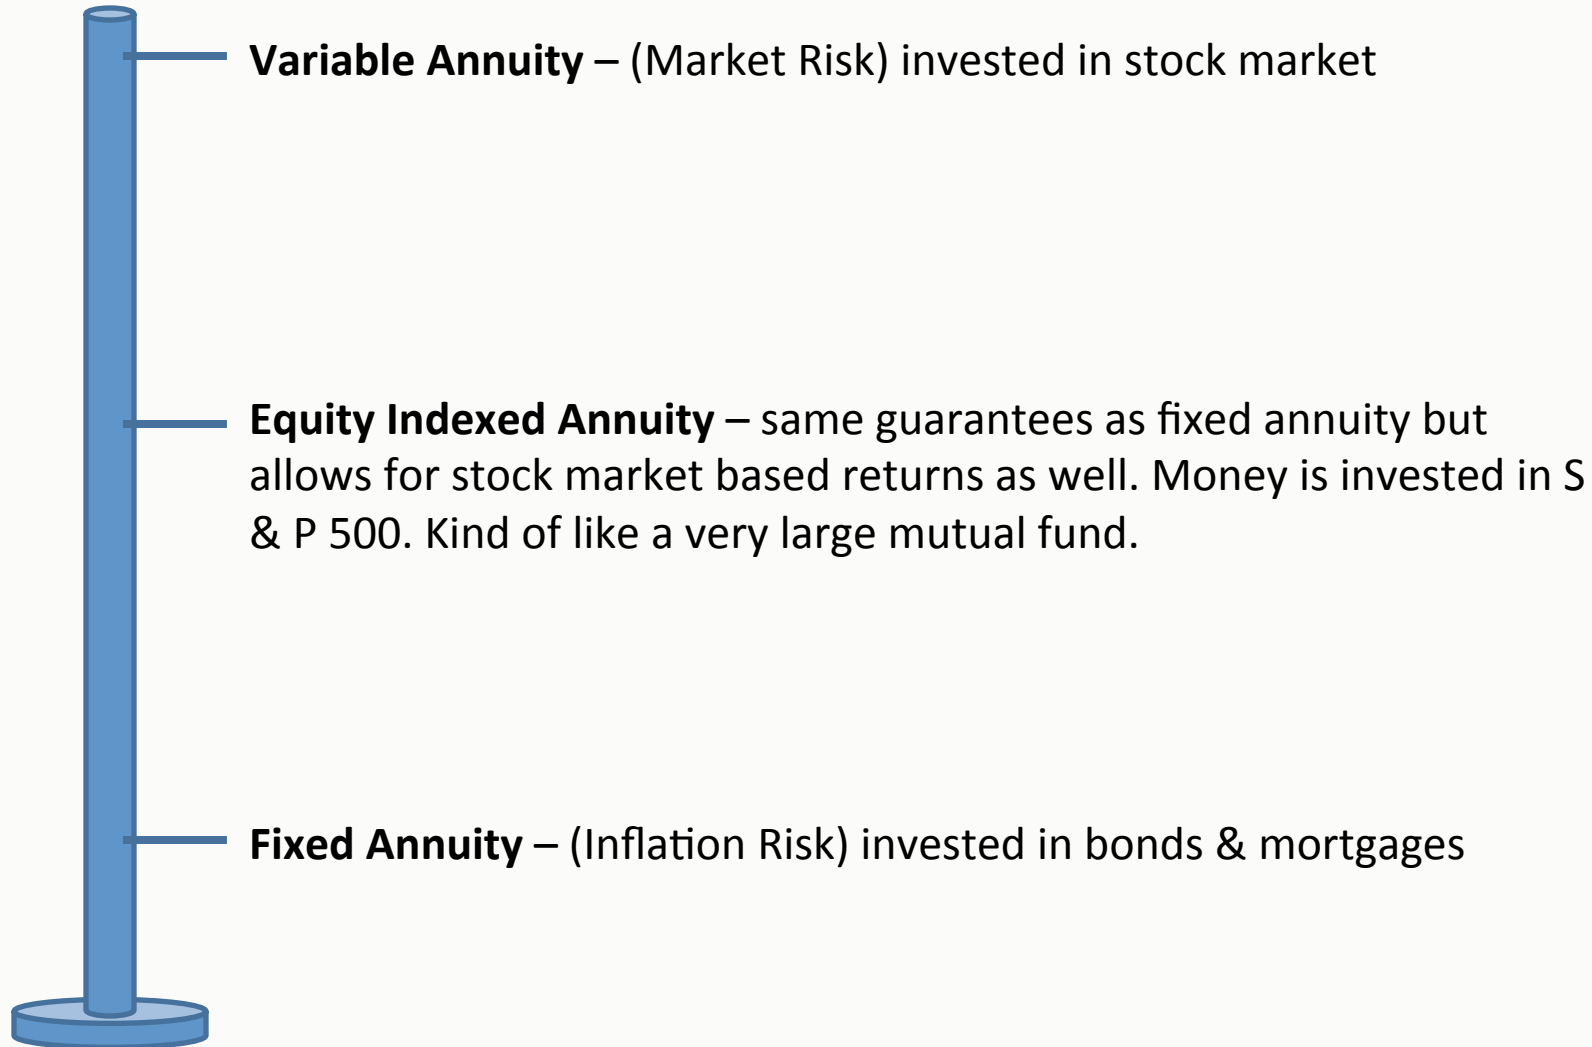 Variable Annuity – (Market Risk) invested in stock market
Equity Indexed Annuity – same guarantees as fixed annuity but
allows for stock market based returns as well. Money is invested in S
& P 500. Kind of like a very large mutual fund.
Fixed Annuity – (Inflation Risk) invested in bonds & mortgages